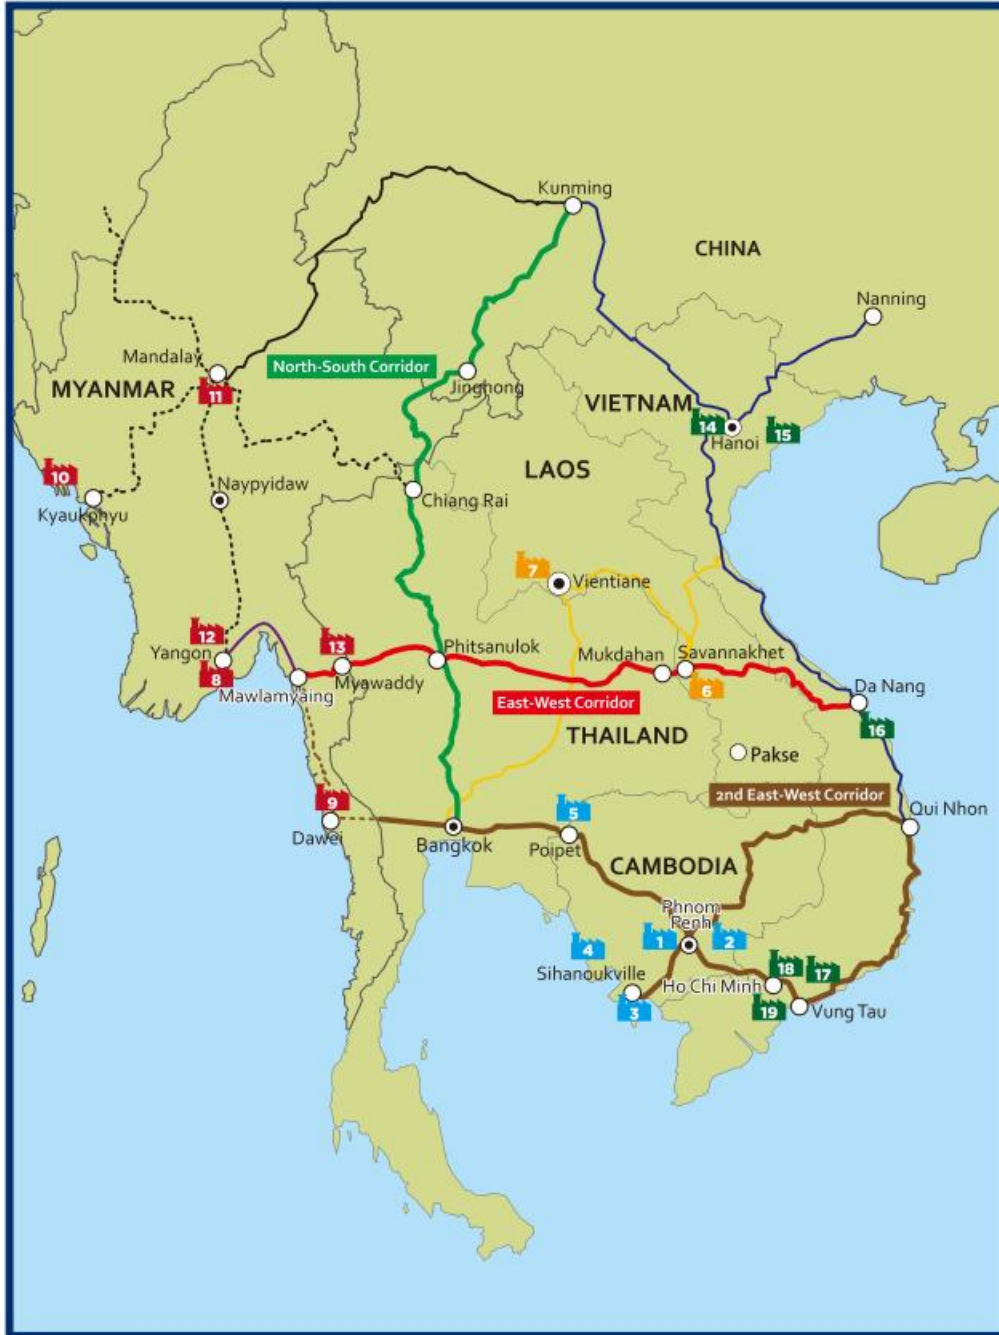 Kunming
CHINA
Nanning
Mandalay
North-South Corridor
MYANMAR
11
Jinghong
VIETNAM
14
15
Hanoi
10
LAOS
Naypyidaw
Chiang Rai
Kyaukphyu
7
Vientiane
12
13
Phitsanulok
Yangon
Mukdahan
Savannakhet
8
Myawaddy
6
Da Nang
Mawlamyaing
East-West Corridor
16
THAILAND
Pakse
2nd East-West Corridor
9
5
Qui Nhon
Dawei
Bangkok
Poipet
CAMBODIA
Phnom
Penh
1
2
4
Sihanoukville
18
17
Ho Chi Minh
3
19
Vung Tau